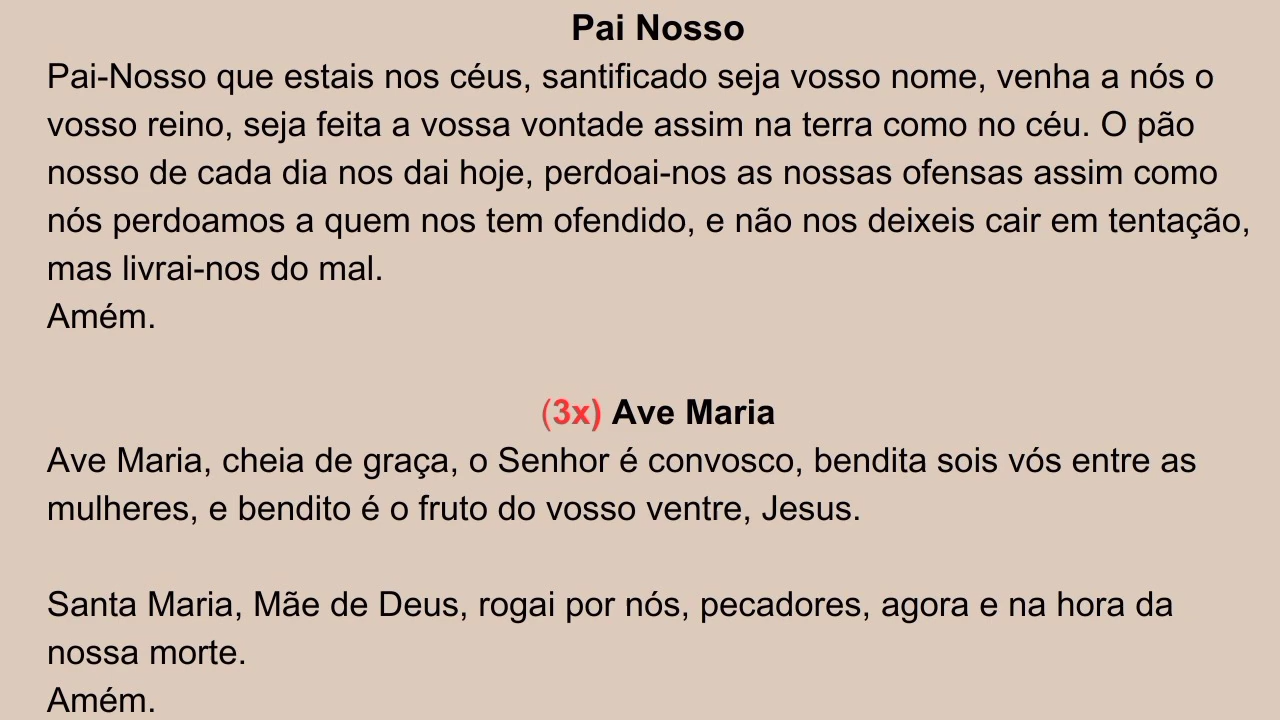 Pai Nosso
Pai-Nosso que estais nos céus, santificado seja vosso nome, venha a nós o
vosso reino, seja feita a vossa vontade assim na terra como no céu. O pão
nosso de cada dia nos dai hoje, perdoai-nos as nossas ofensas assim como
nós perdoamos a quem nos tem ofendido, e não nos deixeis cair em tentação,
mas livrai-nos do mal.
Amém.
(3x) Ave Maria
Ave Maria, cheia de graça, o Senhor é convosco, bendita sois vós entre as
mulheres, e bendito é o fruto do vosso ventre, Jesus.
Santa Maria, Mãe de Deus, rogai por nós, pecadores, agora e na hora da
nossa morte.
Amém.